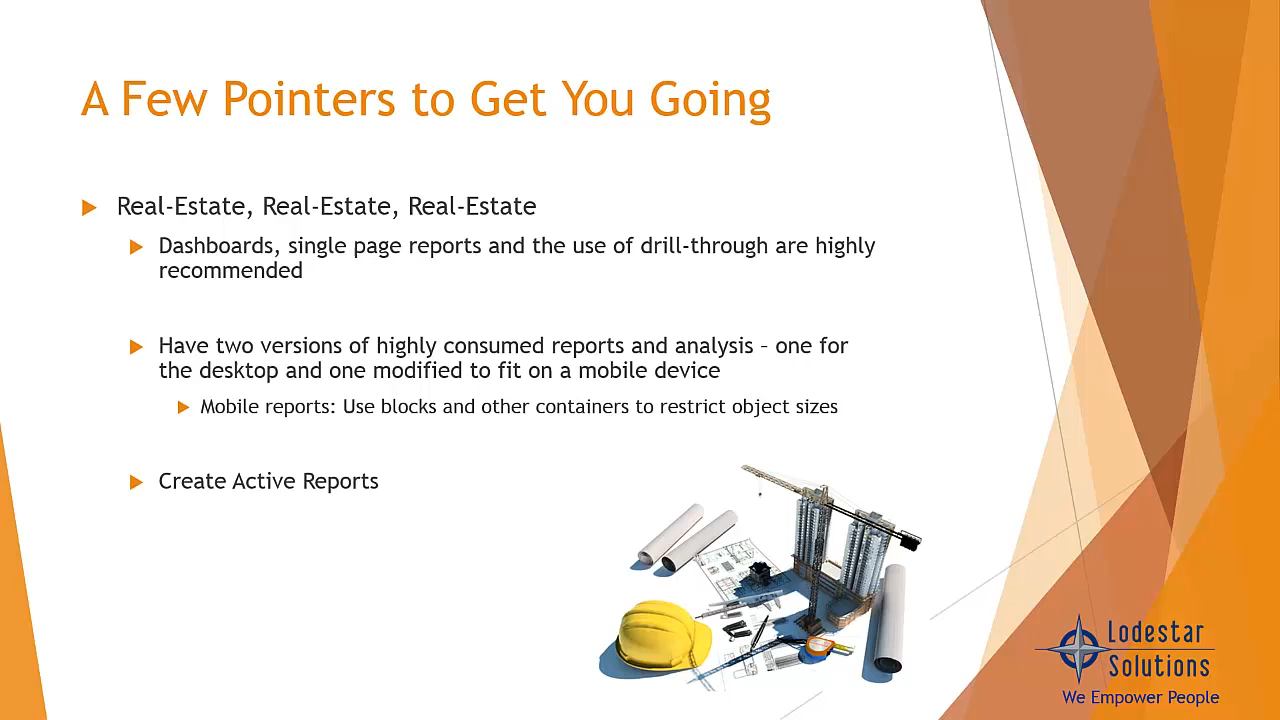 A Few Pointers to Get You Going
Real-Estate, Real-Estate, Real-Estate
Dashboards, single page reports and the use of drill-through are highly
recommended
Have two versions of highly consumed reports and analysis – one for
the desktop and one modified to fit on a mobile device
Mobile reports: Use blocks and other containers to restrict object sizes
Create Active Reports
Lodestar
Solutions
We Empower People